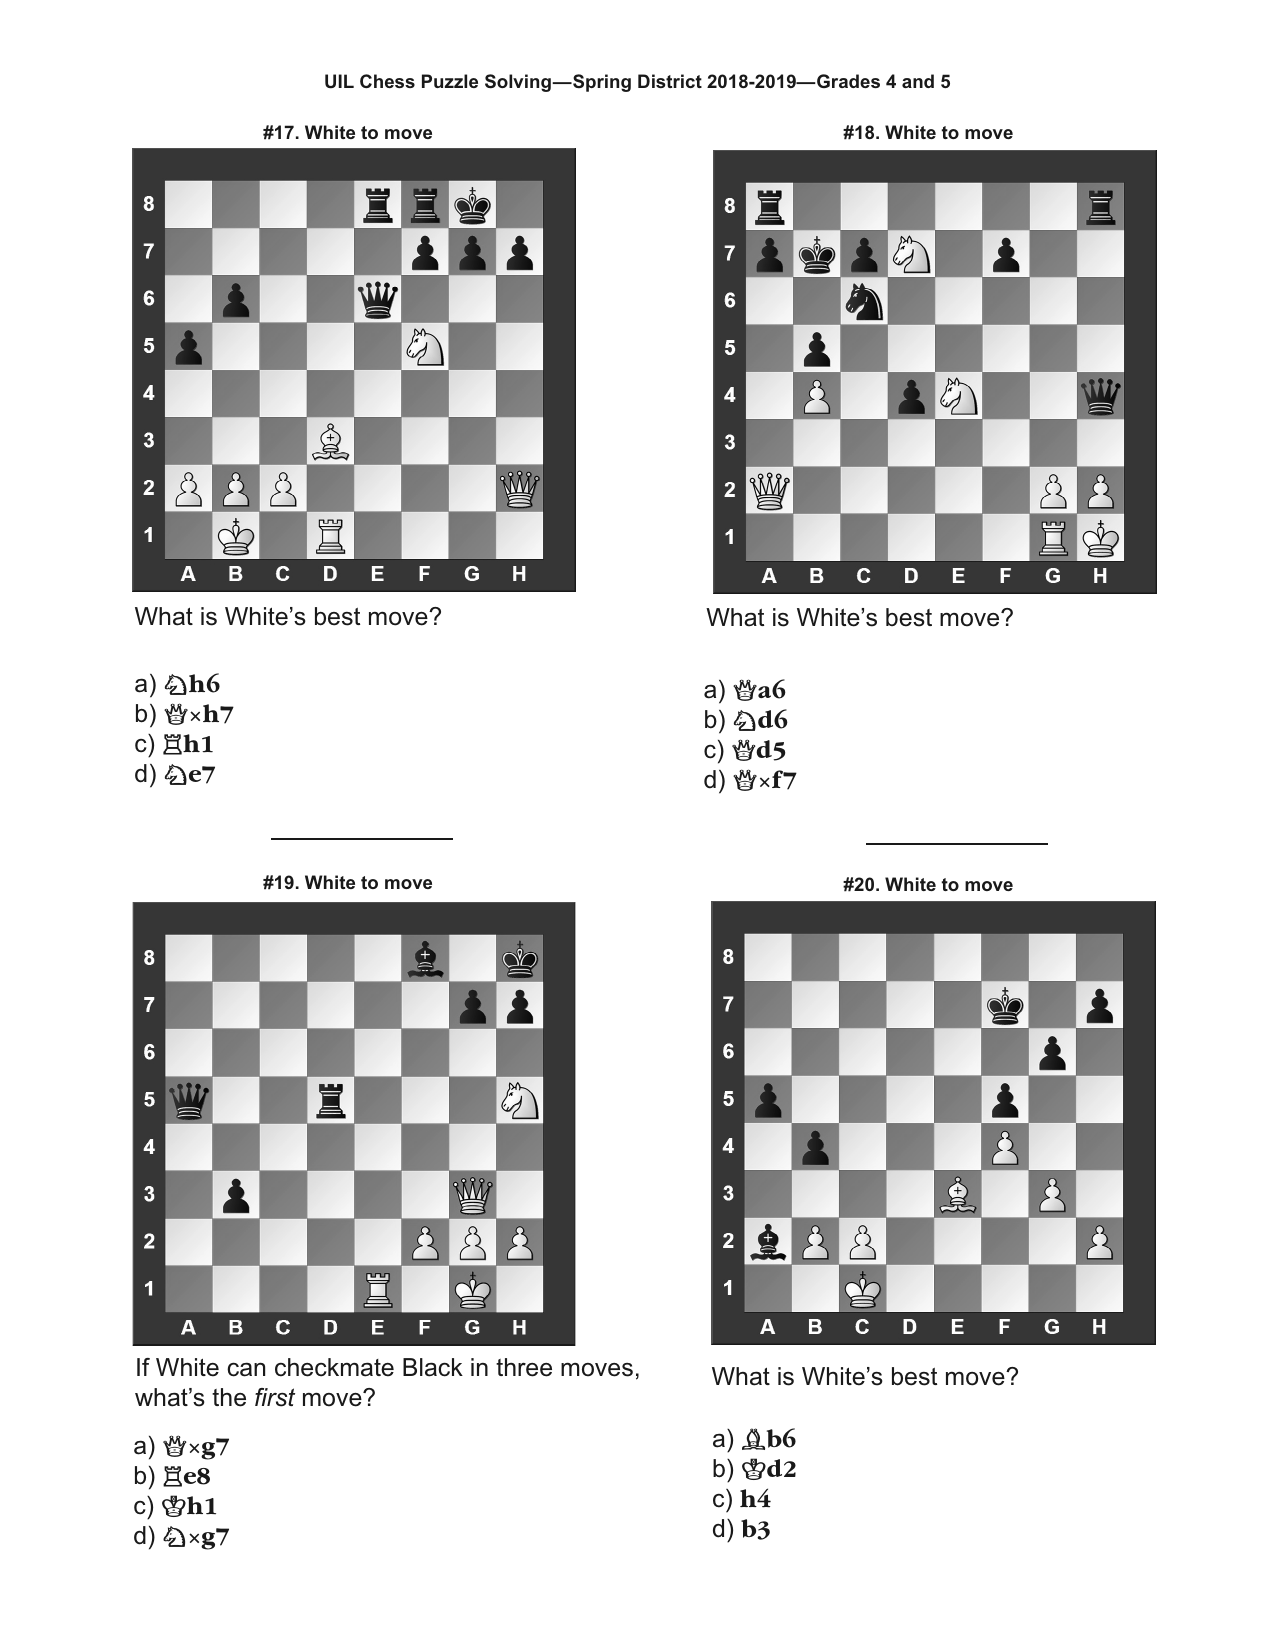 UIL Chess Puzzle Solving—Spring District 2018-2019—Grades 4 and 5
#17. White to move
8
7
6
5
4
3
2
1
A B C D E F G H
What is White's best move?
a) ♘h6
b) ♕×h7
c) ♖h1
d) ♘e7
#18. White to move
8
7
6
5
4
3
2
1
A B C D E F G H
What is White's best move?
a) ♕a6
b) ♘d6
c) ♕d5
d) ♕×f7
#19. White to move
8
7
6
5
4
3
2
1
A B C D E F G H
If White can checkmate Black in three moves,
what's the first move?
a) ♕×g7
b) ♖e8
c) ♔h1
d) ♘×g7
#20. White to move
8
7
6
5
4
3
2
1
A B C D E F G H
What is White's best move?
a) ♗b6
b) ♔d2
c) h4
d) b3